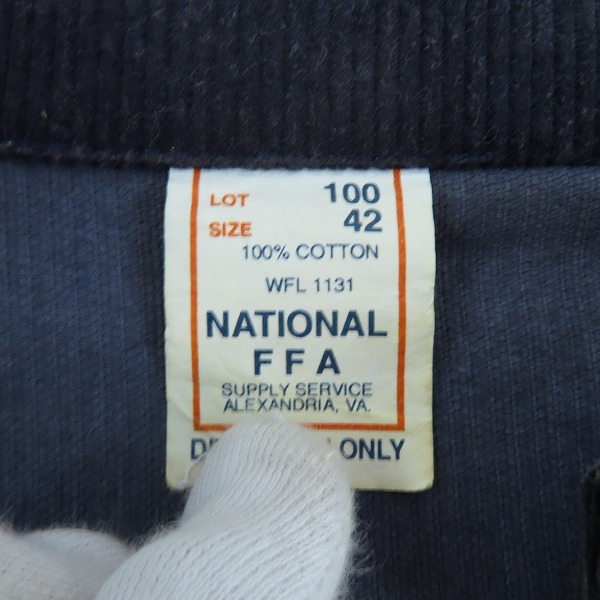 LOT 100
SIZE 42
100% COTTON
WFL 1131
NATIONAL
FFA
SUPPLY SERVICE
ALEXANDRIA, VA.
ONLY